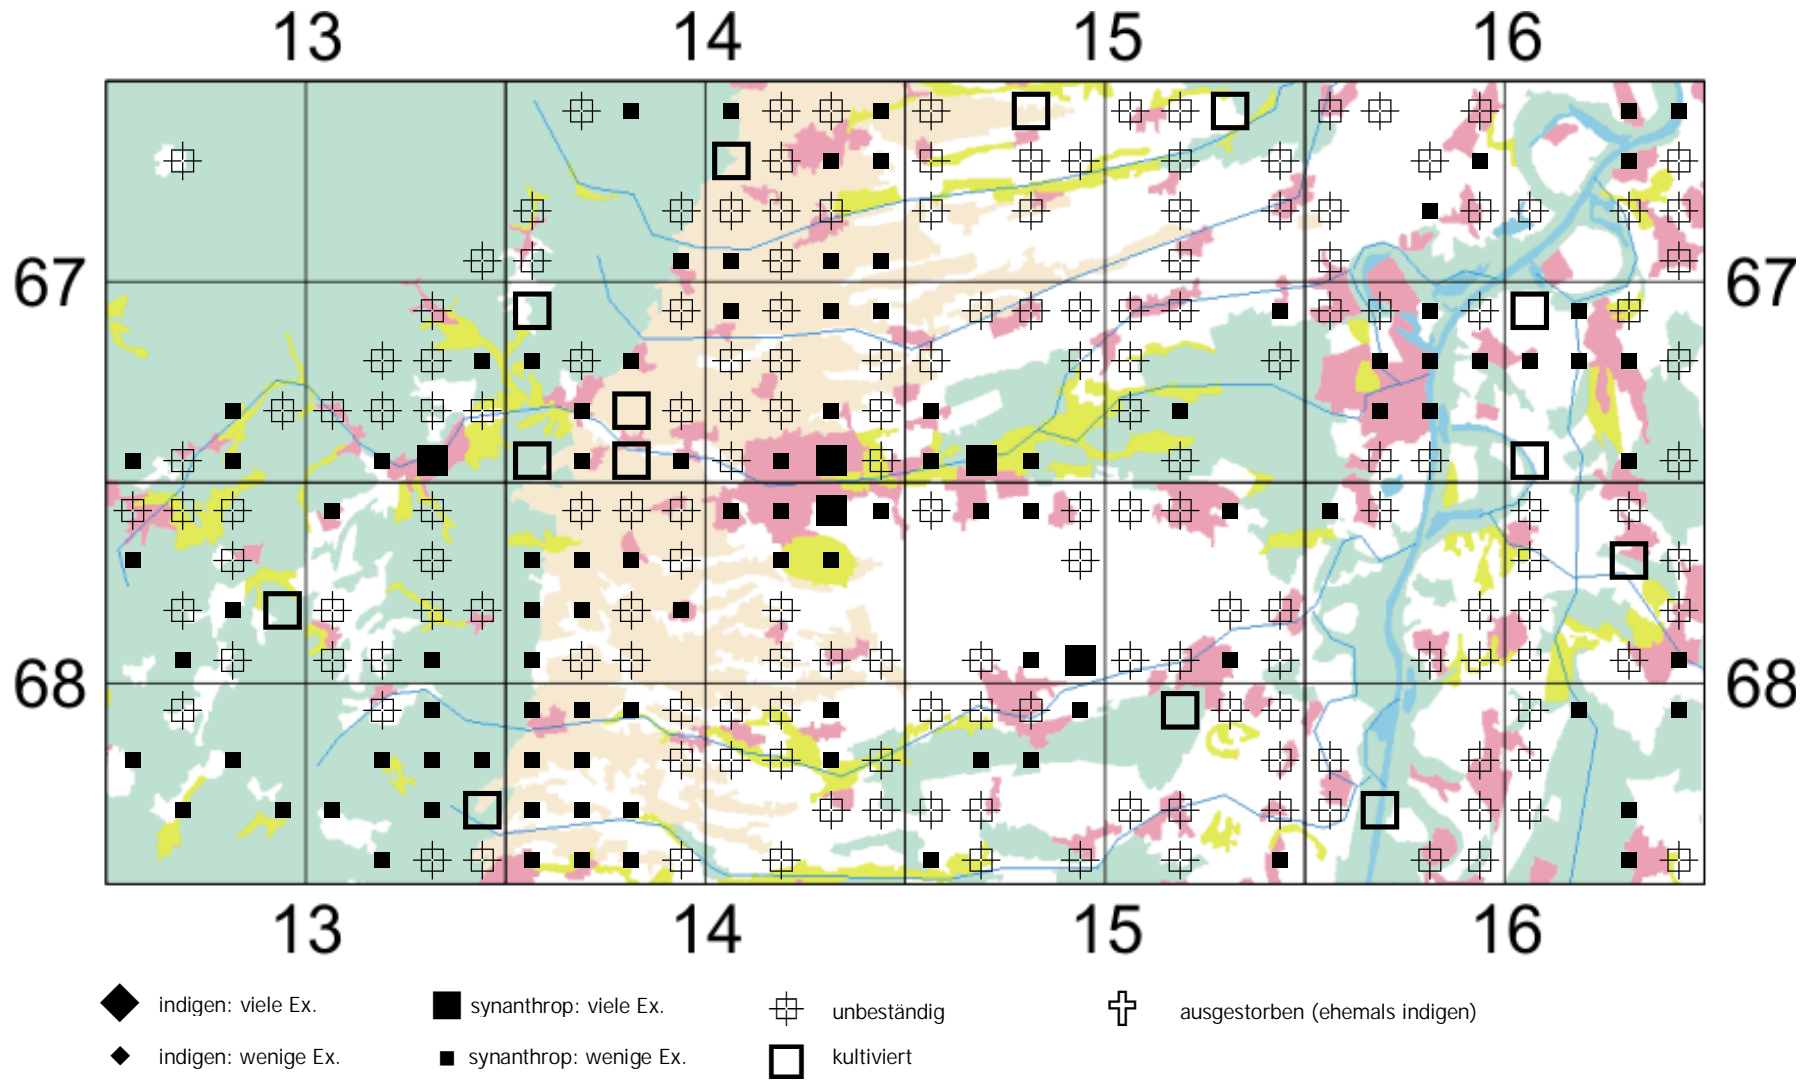 13 14 15 16
67 67
68 68
13 14 15 16
indigen: viele Ex. synanthrop: viele Ex. unbeständig ausgestorben (ehemals indigen)
indigen: wenige Ex. synanthrop: wenige Ex. kultiviert